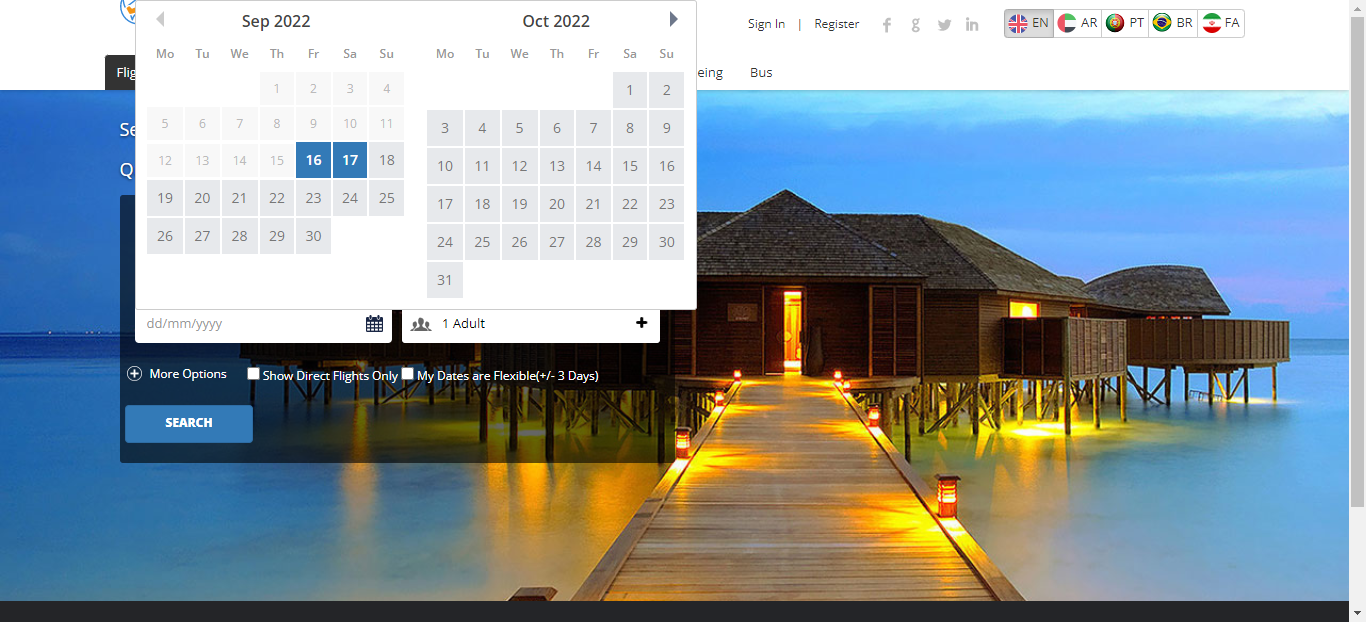 Sep 2022
Mo Tu We Th Fr Sa Su
1 2 3 4
5 6 7 8 9 10 11
12 13 14 15 16 17 18
19 20 21 22 23 24 25
26 27 28 29 30
Oct 2022
Mo Tu We Th Fr Sa Su
1 2
3 4 5 6 7 8 9
10 11 12 13 14 15 16
17 18 19 20 21 22 23
24 25 26 27 28 29 30
31
Sign In | Register
EN AR PT BR FA
Bus
dd/mm/yyyy
1 Adult
More Options
Show Direct Flights Only
My Dates are Flexible(+/- 3 Days)
SEARCH